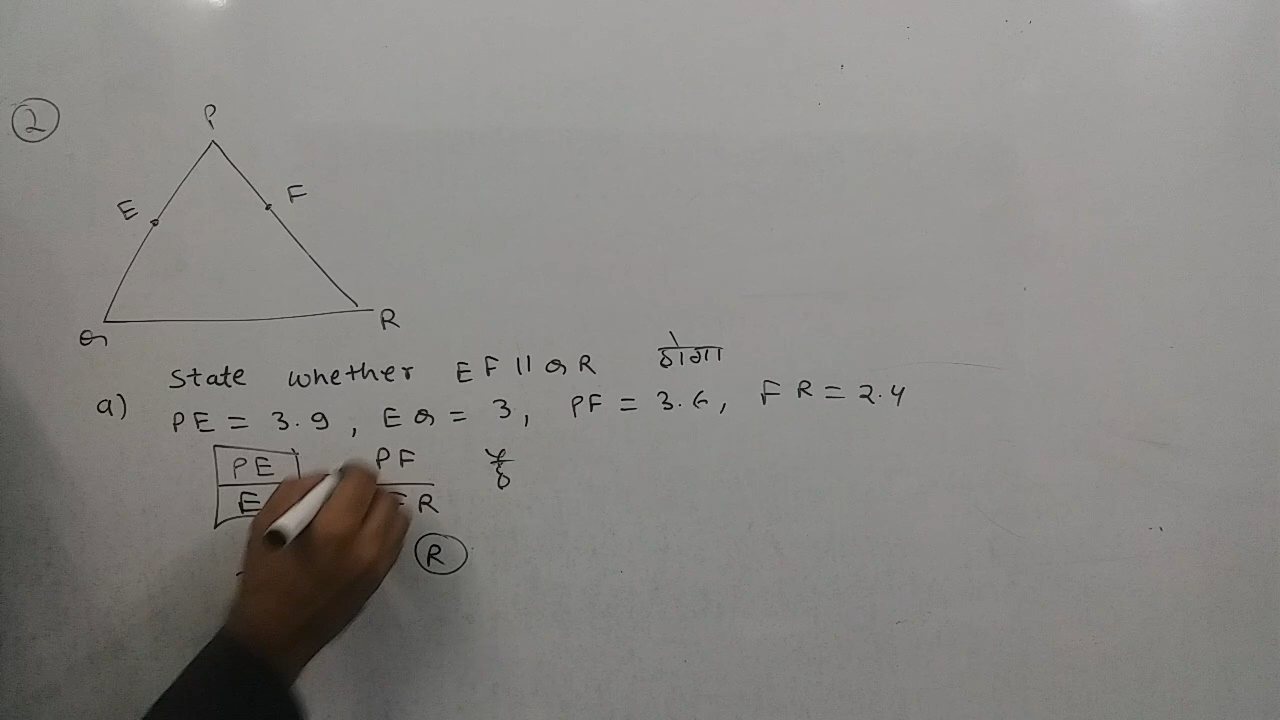 2
P
E F
Q R
State whether EF || QR होगा
a) PE = 3.9, EQ = 3, PF = 3.6, FR = 2.4
PE PF
E R
R